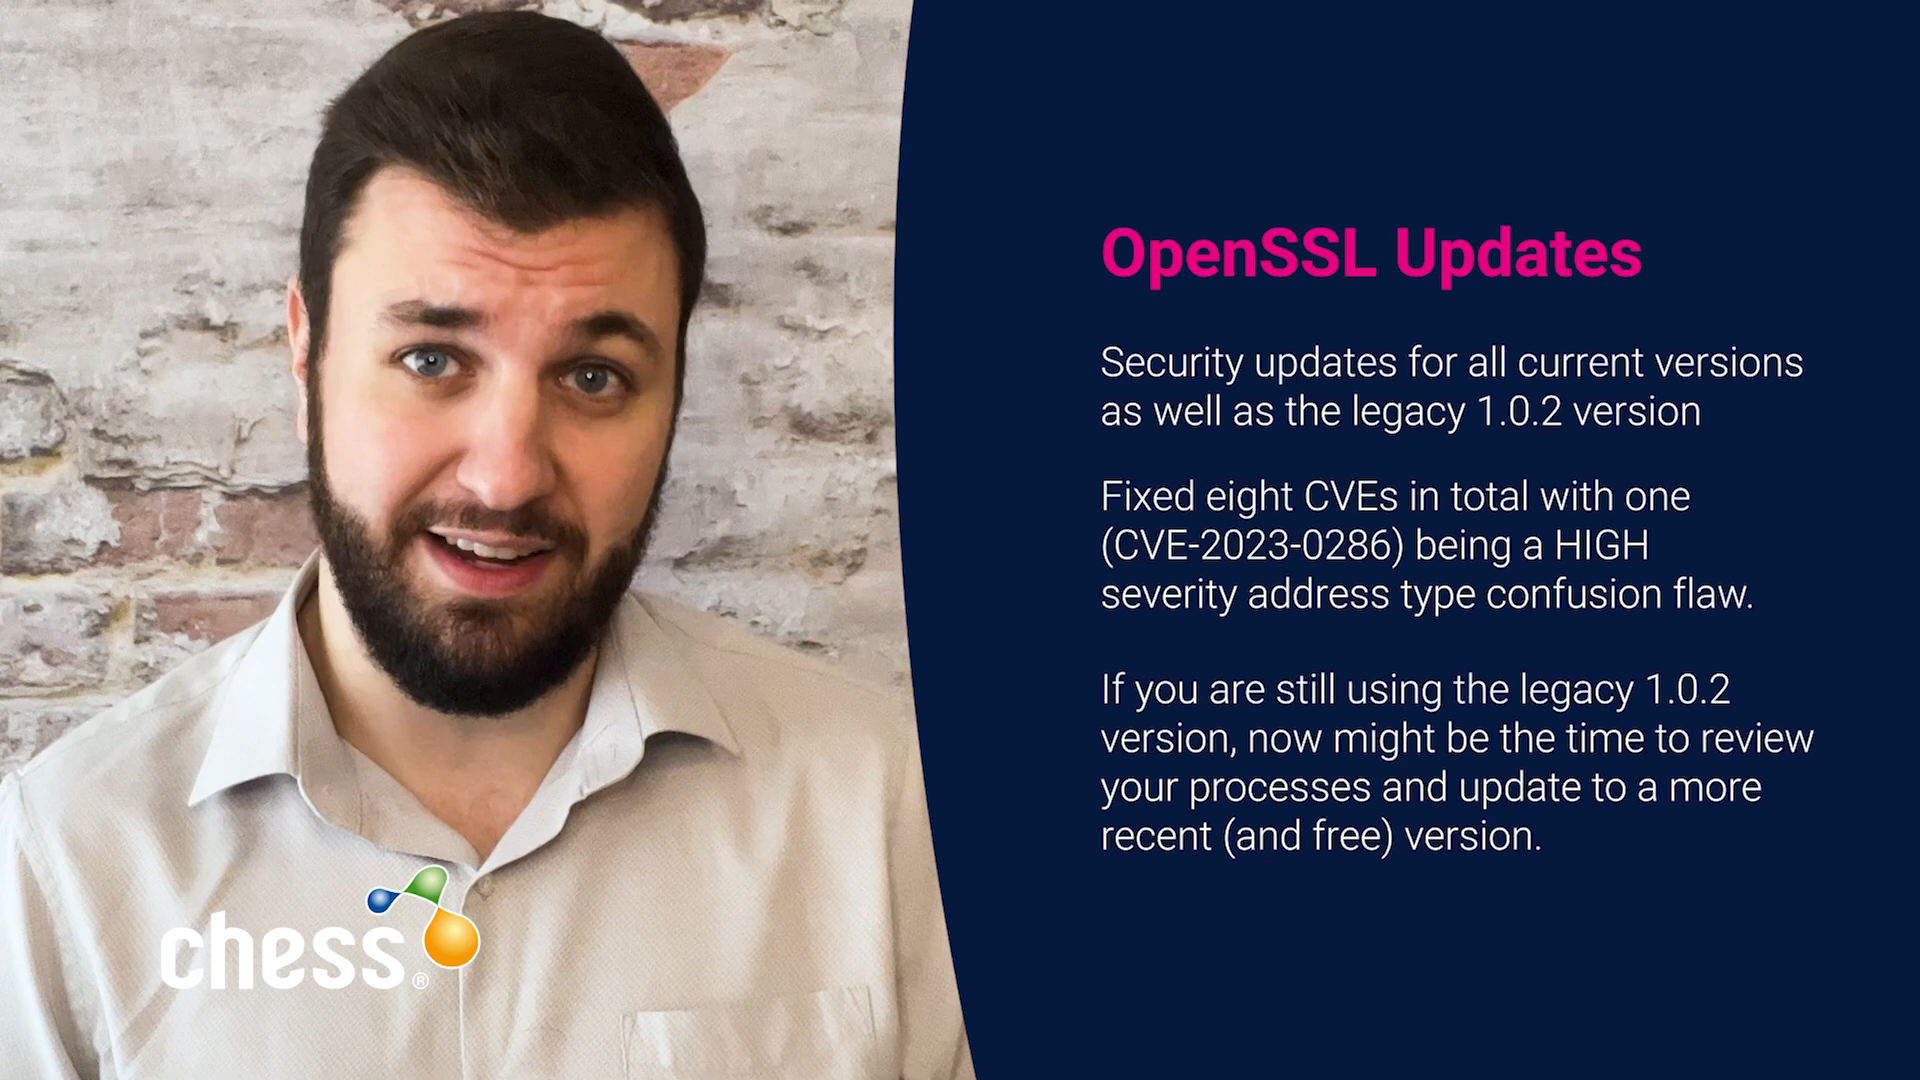 OpenSSL Updates
Security updates for all current versions
as well as the legacy 1.0.2 version
Fixed eight CVEs in total with one
(CVE-2023-0286) being a HIGH
severity address type confusion flaw.
If you are still using the legacy 1.0.2
version, now might be the time to review
your processes and update to a more
recent (and free) version.
chess®